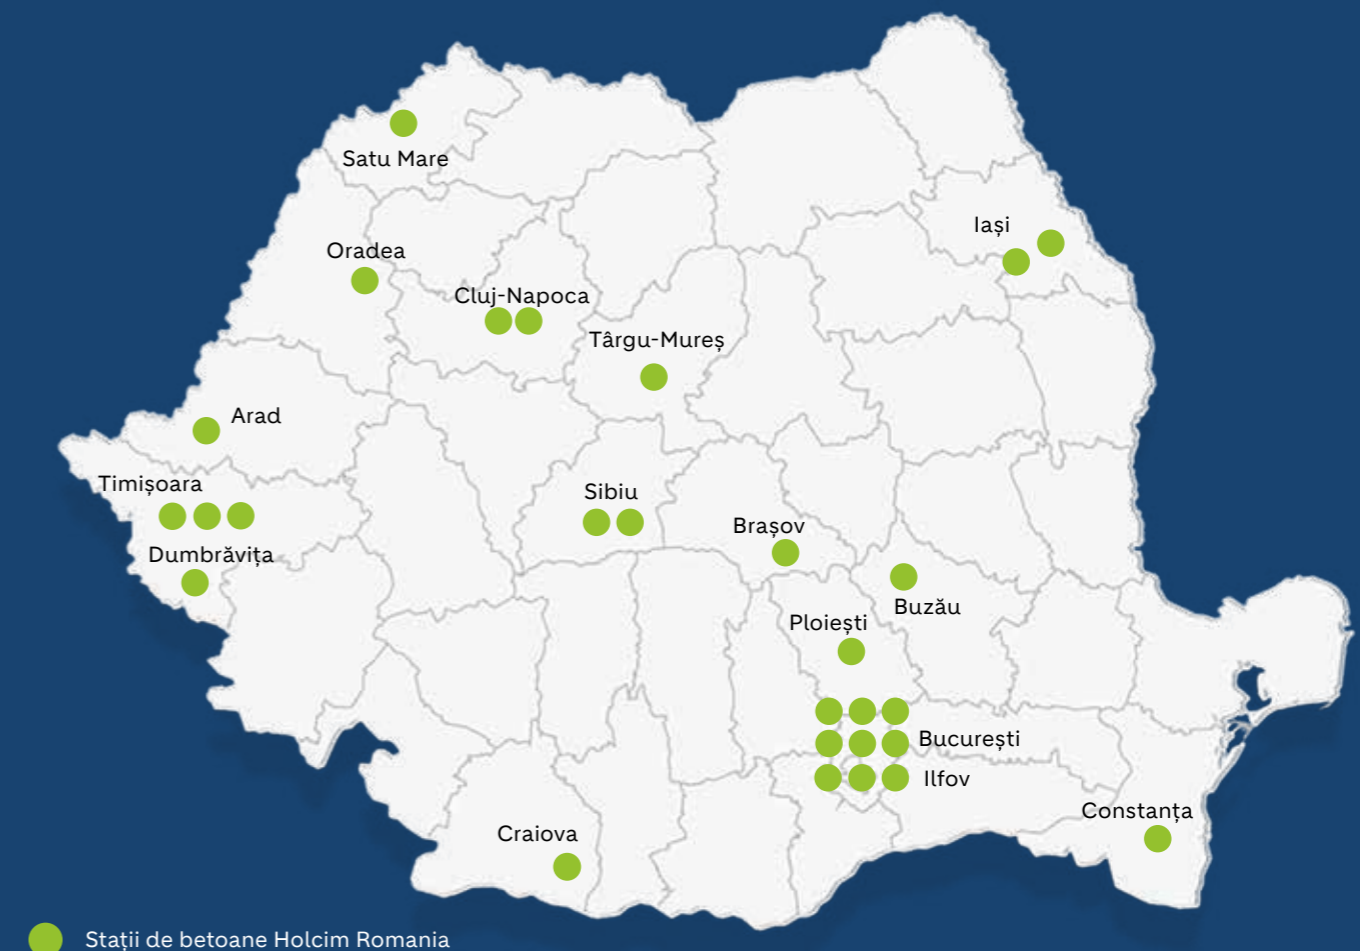 Satu Mare
Iași
Oradea
Cluj-Napoca
Târgu-Mureș
Arad
Timișoara
Sibiu
Brașov
Dumbrăvița
Buzău
Ploiești
București
Ilfov
Constanța
Craiova
Stații de betoane Holcim Romania